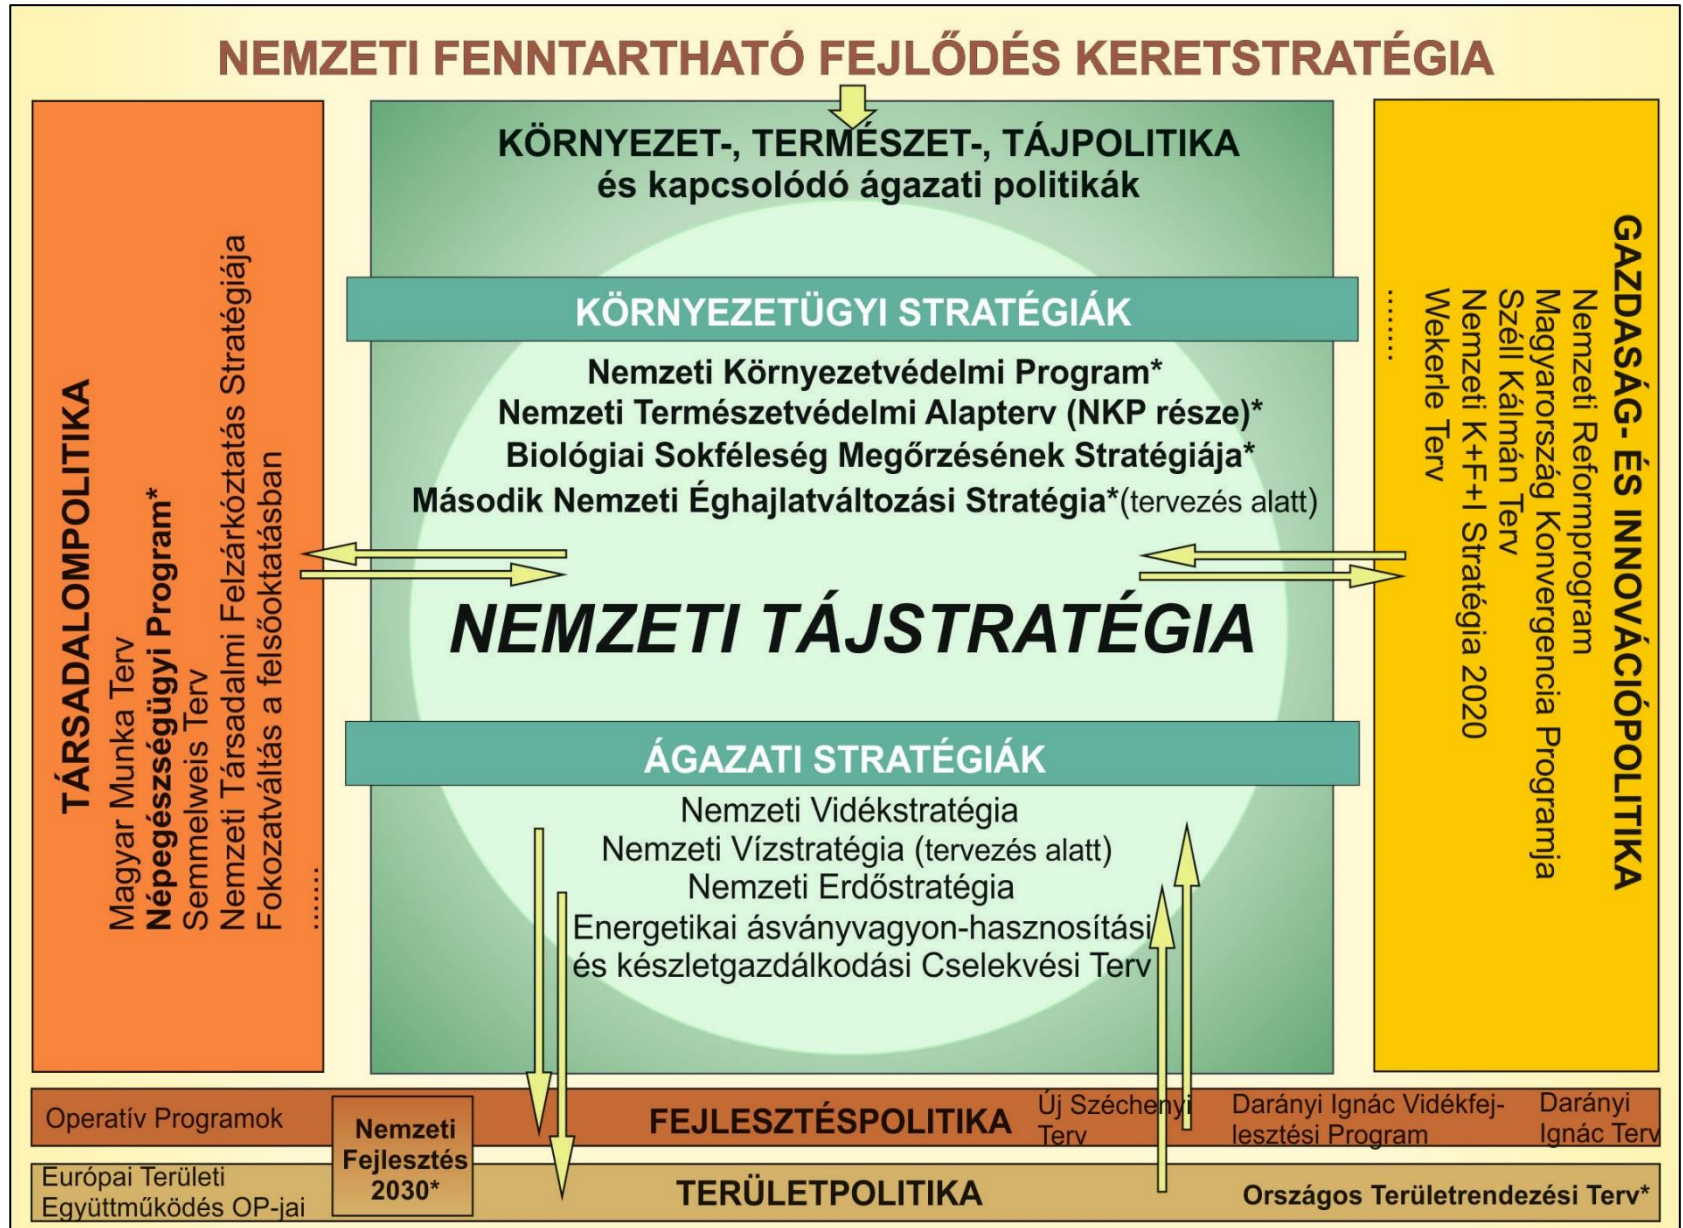 NEMZETI FENNTARTHATÓ FEJLŐDÉS KERETSTRATÉGIA
TÁRSADALOMPOLITIKA
Magyar Munka Terv
Népegészségügyi Program*
Semmelweis Terv
Nemzeti Társadalmi Felzárkóztatás Stratégiája
Fokozatváltás a felsőoktatásban
.......
KÖRNYEZET-, TERMÉSZET-, TÁJPOLITIKA
és kapcsolódó ágazati politikák
KÖRNYEZETÜGYI STRATÉGIÁK
Nemzeti Környezetvédelmi Program*
Nemzeti Természetvédelmi Alapterv (NKP része)*
Biológiai Sokféleség Megőrzésének Stratégiája*
Második Nemzeti Éghajlatváltozási Stratégia*(tervezés alatt)
NEMZETI TÁJSTRATÉGIA
ÁGAZATI STRATÉGIÁK
Nemzeti Vidékstratégia
Nemzeti Vízstratégia (tervezés alatt)
Nemzeti Erdőstratégia
Energetikai ásványvagyon-hasznosítási
és készletgazdálkodási Cselekvési Terv
GAZDASÁG- ÉS INNOVÁCIÓPOLITIKA
Nemzeti Reformprogram
Magyarország Konvergencia Programja
Széll Kálmán Terv
Nemzeti K+F+I Stratégia 2020
Wekerle Terv
........
Operatív Programok
Nemzeti
Fejlesztés
2030*
FEJLESZTÉSPOLITIKA
Új Széchenyi
Terv
Darányi Ignác Vidékfej-
lesztési Program
Darányi
Ignác Terv
Európai Területi
Együttműködés OP-jai
TERÜLETPOLITIKA
Országos Területrendezési Terv*